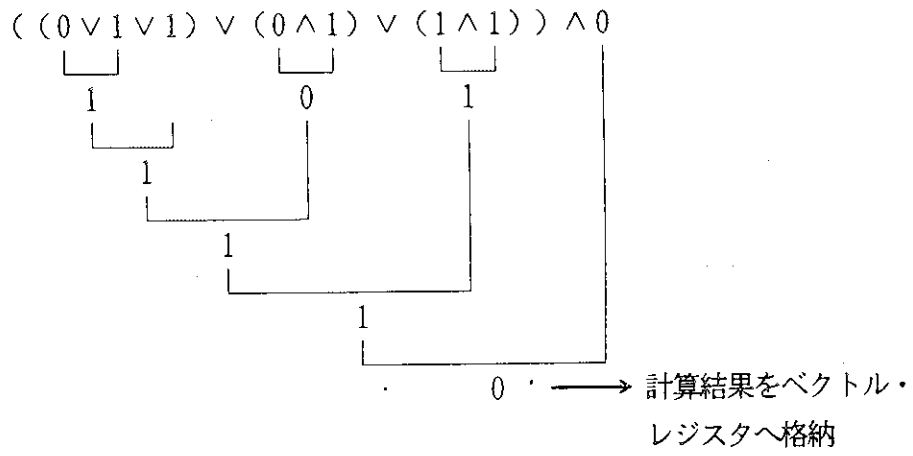 ((0∨1∨1)∨(0∧1)∨(1∧1))∧0
1 0 1
1
1
1
0 → 計算結果をベクトル・
レジスタへ格納